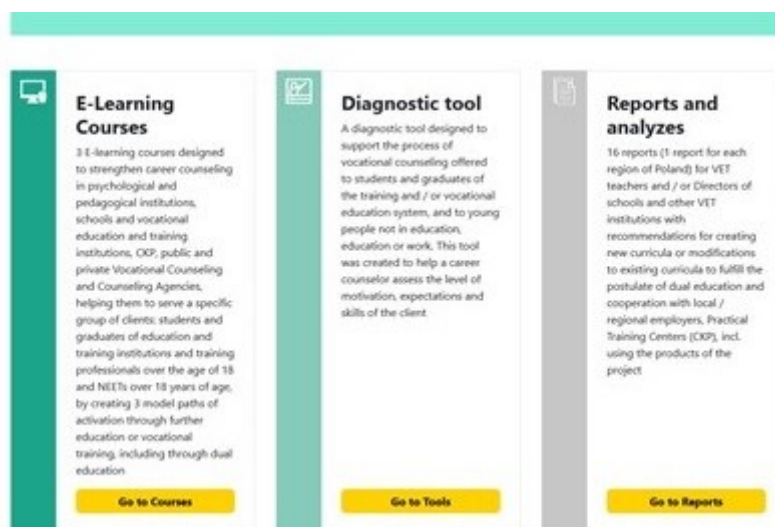 E-Learning
Courses
3 E-learning courses designed
to strengthen career counseling
in psychological and
pedagogical institutions,
schools and vocational
education and training
institutions, CKP, public and
private Vocational Counseling
and Counseling Agencies,
helping them to serve a specific
group of clients: students and
graduates of education and
training institutions and training
professionals over the age of 18
and NEETs over 18 years of age,
by creating 3 model paths of
activation through further
education or vocational
training, including through dual
education
Go to Courses
Diagnostic tool
A diagnostic tool designed to
support the process of
vocational counseling offered
to students and graduates of
the training and / or vocational
education system, and to young
people not in education,
education or work. This tool
was created to help a career
counselor assess the level of
motivation, expectations and
skills of the client
Go to Tools
Reports and
analyzes
16 reports (1 report for each
region of Poland) for VET
teachers and / or Directors of
schools and other VET
institutions with
recommendations for creating
new curricula or modifications
to existing curricula to fulfill the
postulate of dual education and
cooperation with local /
regional employers, Practical
Training Centers (CKP), incl.
using the products of the
project
Go to Reports